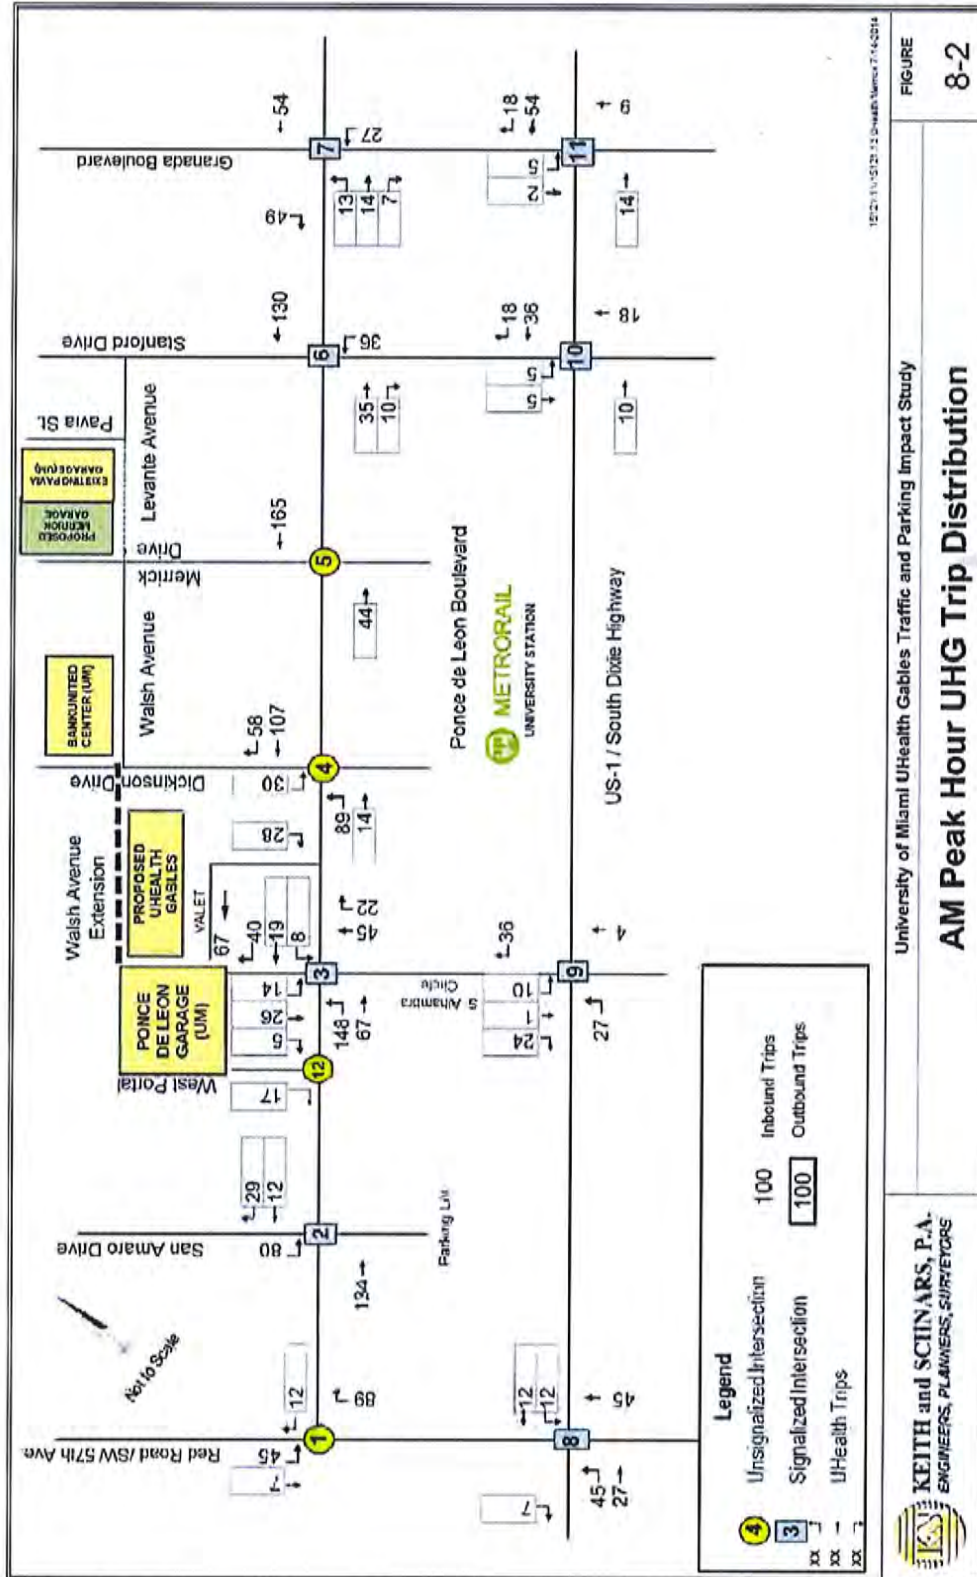 Granada Boulevard
←54
7
27
49
13
14
7
↑18
←54
5
2
11
9
14
Stanford Drive
←130
6
36
35
10
↑18
←36
5
5
10
18
10
Pavia St.
EXISTING PAVIA
GARAGE (UM)
PROPOSED
MERRICK
GARAGE
Levante Avenue
Merrick
Drive
←165
5
44
Ponce de Leon Boulevard
METRORAIL
UNIVERSITY STATION
US-1 / South Dixie Highway
BANKUNITED
CENTER (UM)
Walsh Avenue
Dickinson Drive
58
←107
30
28
4
89
14
Walsh Avenue
Extension
PROPOSED
UHEALTH
GABLES
VALET
67
40
19
8
22
45
3
14
26
5
148
67
PONCE
DE LEON
GARAGE
(UM)
West Portal
12
17
S Alhambra
Circle
36
10
1
24
9
4
27
San Amaro Drive
29
12
80
2
134→
Parking Lot
Not to Scale
Red Road / SW 57th Ave.
12
45
1
89
12
12
8
45
45
27→
7
Legend
4 Unsignalized Intersection
3 Signalized Intersection
XX
XX
XX
UHealth Trips
100 Inbound Trips
100 Outbound Trips
KEITH and SCHNARS, P.A.
ENGINEERS, PLANNERS, SURVEYORS
University of Miami UHealth Gables Traffic and Parking Impact Study
AM Peak Hour UHG Trip Distribution
FIGURE
8-2